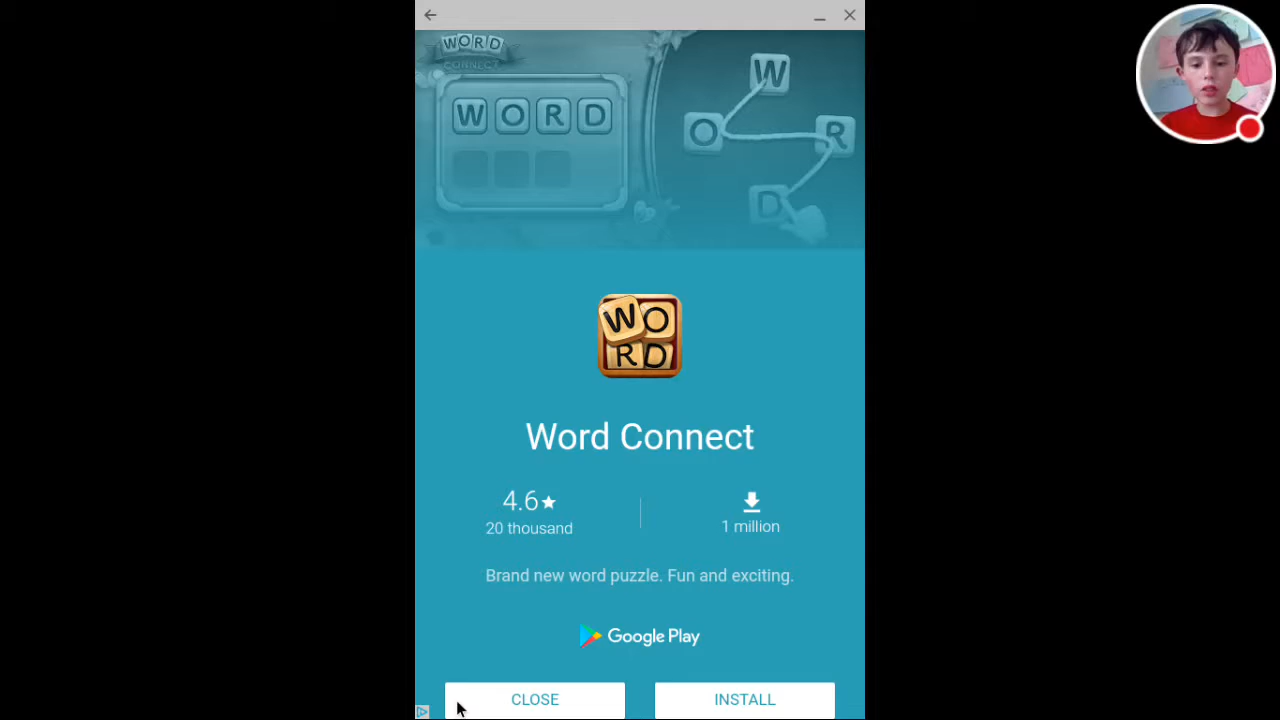 WORD
CONNECT
W O R D
W
O
R
D
WO
RD
Word Connect
4.6★
20 thousand
1 million
Brand new word puzzle. Fun and exciting.
Google Play
CLOSE
INSTALL